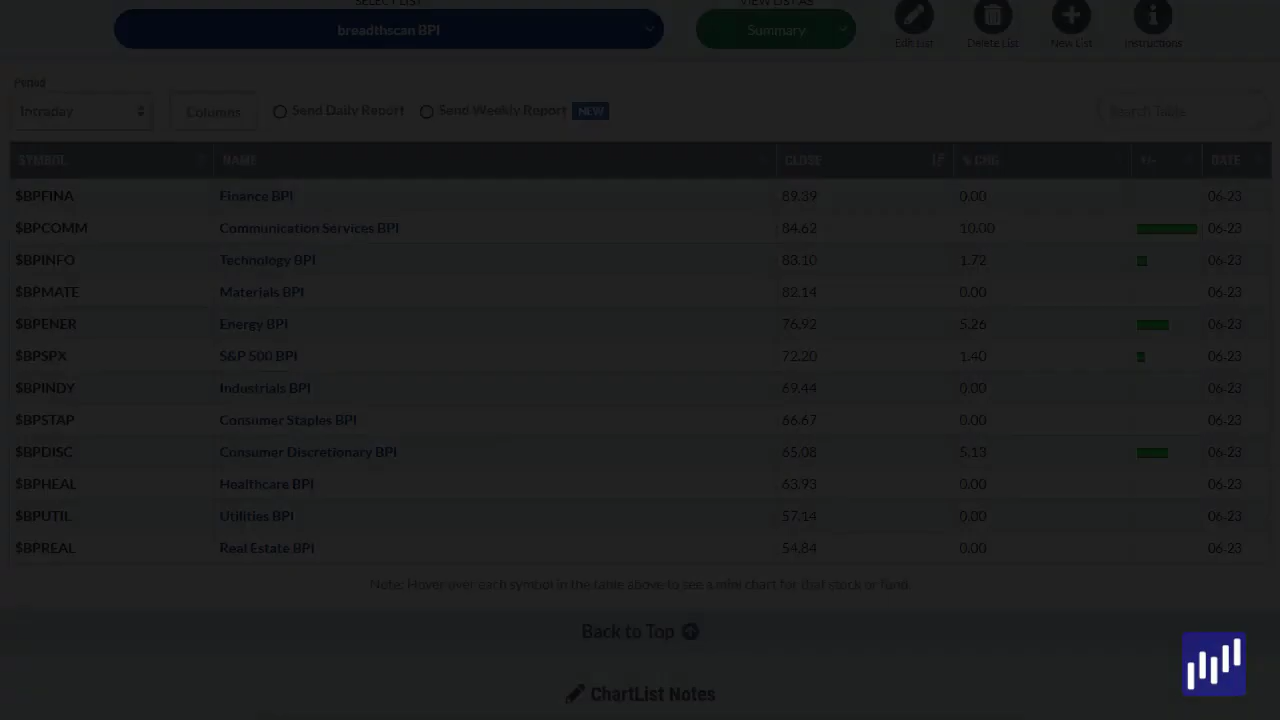 SELECT LIST VIEW LIST AS
breadthscan BPI Summary
Edit List Delete List New List Instructions
Period
Intraday Columns Send Daily Report Send Weekly Report NEW Search Table
SYMBOL NAME CLOSE % CHG +/- DATE
$BPFINA Finance BPI 89.39 0.00 06-23
$BPCOMM Communication Services BPI 84.62 10.00 06-23
$BPINFO Technology BPI 83.10 1.72 06-23
$BPMATE Materials BPI 82.14 0.00 06-23
$BPENER Energy BPI 76.92 5.26 06-23
$BPSPX S&P 500 BPI 72.20 1.40 06-23
$BPINDY Industrials BPI 69.44 0.00 06-23
$BPSTAP Consumer Staples BPI 66.67 0.00 06-23
$BPDISC Consumer Discretionary BPI 65.08 5.13 06-23
$BPHEAL Healthcare BPI 63.93 0.00 06-23
$BPUTIL Utilities BPI 57.14 0.00 06-23
$BPREAL Real Estate BPI 54.84 0.00 06-23
Note: Hover over each symbol in the table above to see a mini chart for that stock or fund.
Back to Top
ChartList Notes